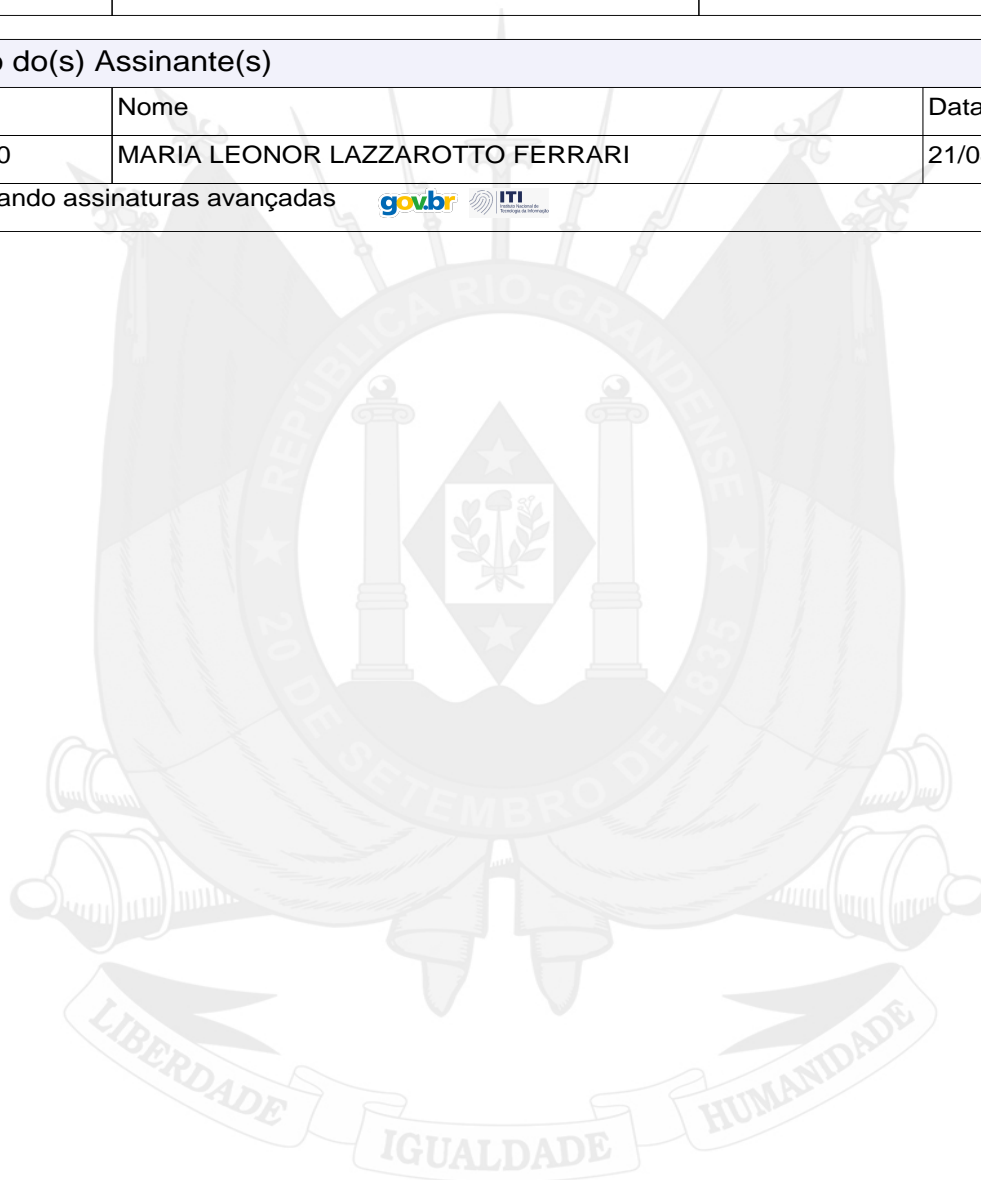 o do(s) Assinante(s)
Nome Data
0 MARIA LEONOR LAZZAROTTO FERRARI 21/0
ando assinaturas avançadas gov.br ITI
REPÚBLICA RIO-GRANDENSE
20 DE SETEMBRO DE 1835
LIBERDADE IGUALDADE HUMANIDADE